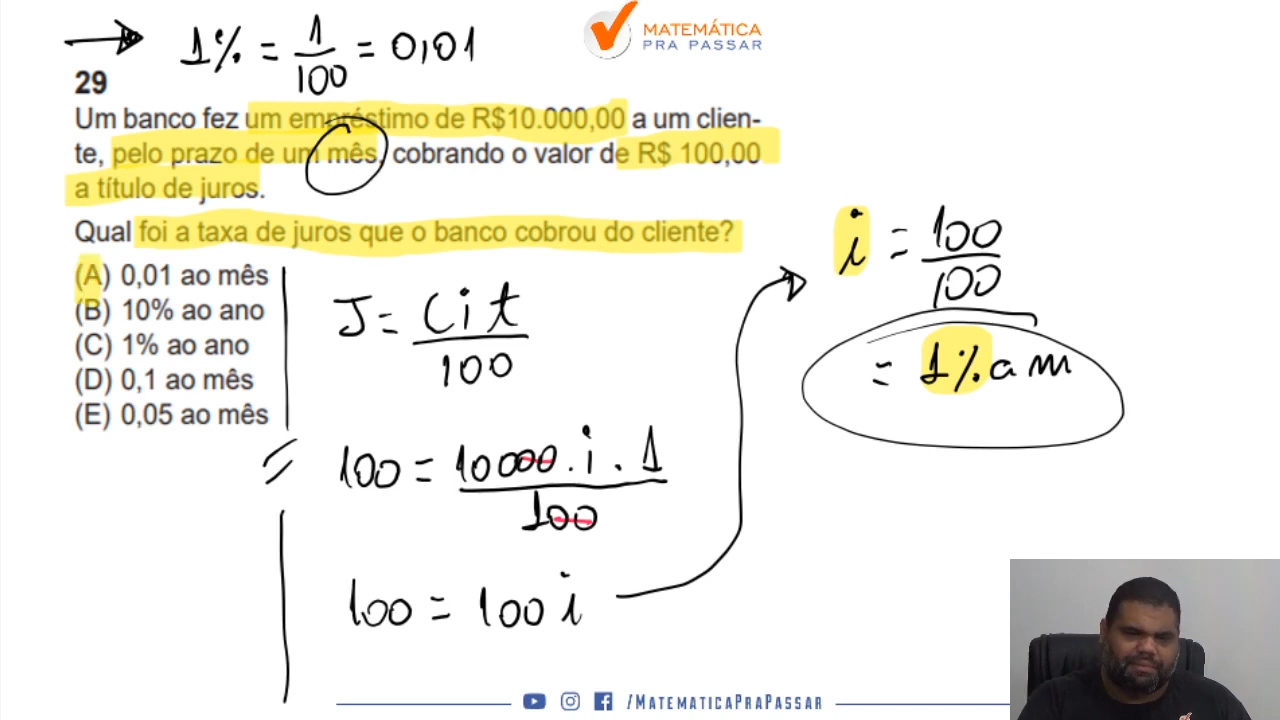 1% = 1/100 = 0,01
MATEMÁTICA
PRA PASSAR
29
Um banco fez um empréstimo de R$10.000,00 a um clien-
te, pelo prazo de um mês, cobrando o valor de R$ 100,00
a título de juros.
Qual foi a taxa de juros que o banco cobrou do cliente?
(A) 0,01 ao mês
(B) 10% ao ano
(C) 1% ao ano
(D) 0,1 ao mês
(E) 0,05 ao mês
J = Cit/100
100 = 10000 . i . 1/100
100 = 100 i
i = 100/100
= 1% a m
/MATEMATICAPRAPASSAR